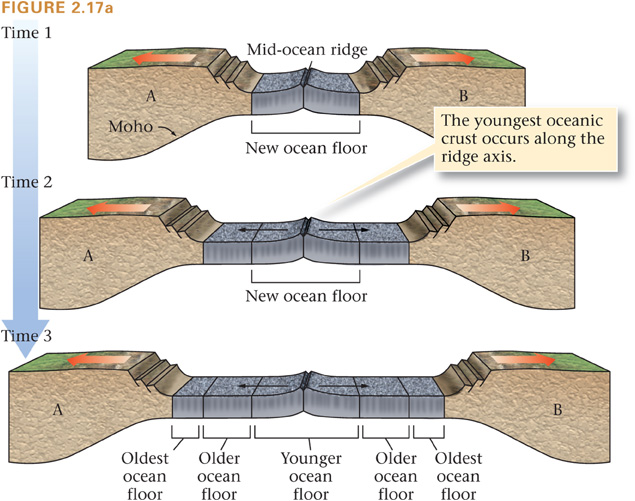 FIGURE 2.17a
Time 1
Mid-ocean ridge
A
B
Moho
New ocean floor
The youngest oceanic
crust occurs along the
ridge axis.
Time 2
A
B
New ocean floor
Time 3
A
B
Oldest
ocean
floor
Older
ocean
floor
Younger
ocean
floor
Older
ocean
floor
Oldest
ocean
floor